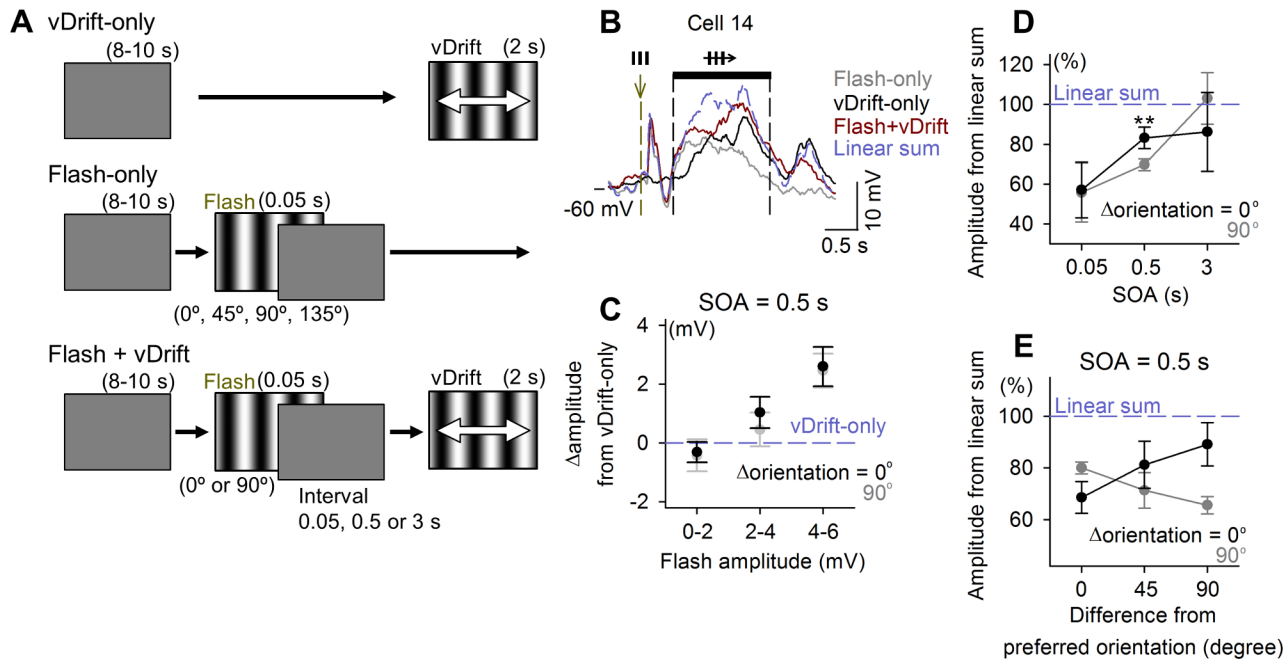 A
vDrift-only
(8-10 s)
vDrift (2 s)
Flash-only
(8-10 s)
Flash (0.05 s)
(0º, 45º, 90º, 135º)
Flash + vDrift
(8-10 s)
Flash (0.05 s)
vDrift (2 s)
(0º or 90º)
Interval
0.05, 0.5 or 3 s
B
Cell 14
Flash-only
vDrift-only
Flash+vDrift
Linear sum
-60 mV
10 mV
0.5 s
C
SOA = 0.5 s
(mV)
4
2
0
-2
Δamplitude
from vDrift-only
vDrift-only
Δorientation = 0º
90º
0-2 2-4 4-6
Flash amplitude (mV)
D
(%)
120
100
80
60
40
Amplitude from linear sum
Linear sum
**
Δorientation = 0º
90º
0.05 0.5 3
SOA (s)
E
SOA = 0.5 s
(%)
100
80
60
Amplitude from linear sum
Linear sum
Δorientation = 0º
90º
0 45 90
Difference from
preferred orientation (degree)